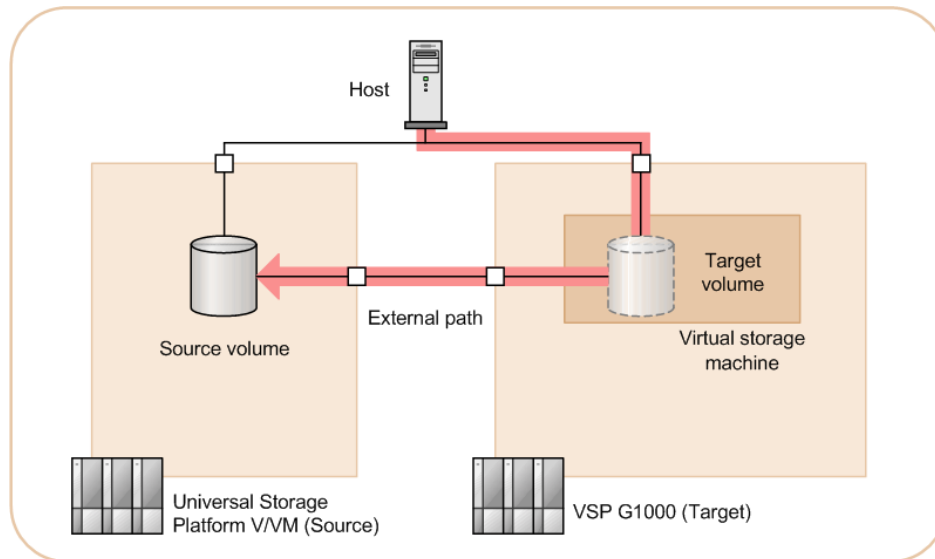 Host
Target
volume
External path
Source volume
Virtual storage
machine
Universal Storage
Platform V/VM (Source)
VSP G1000 (Target)